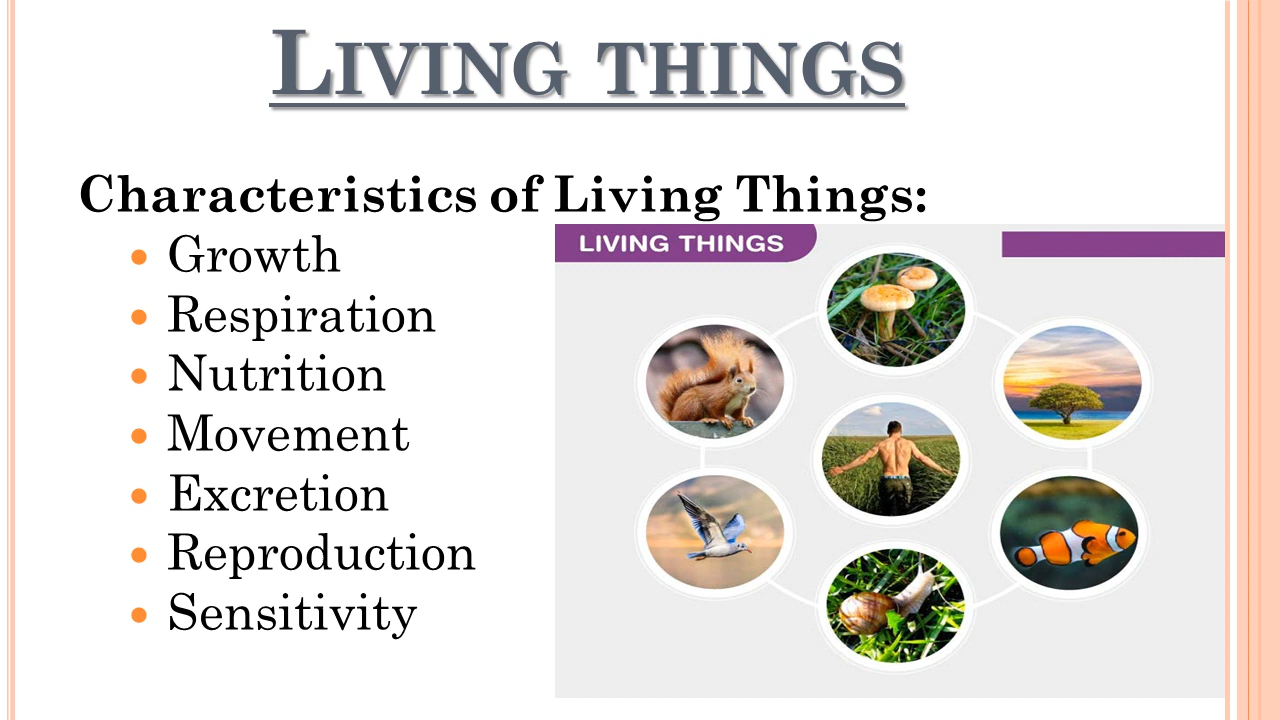 Living things
Characteristics of Living Things:
Growth
Respiration
Nutrition
Movement
Excretion
Reproduction
Sensitivity
LIVING THINGS